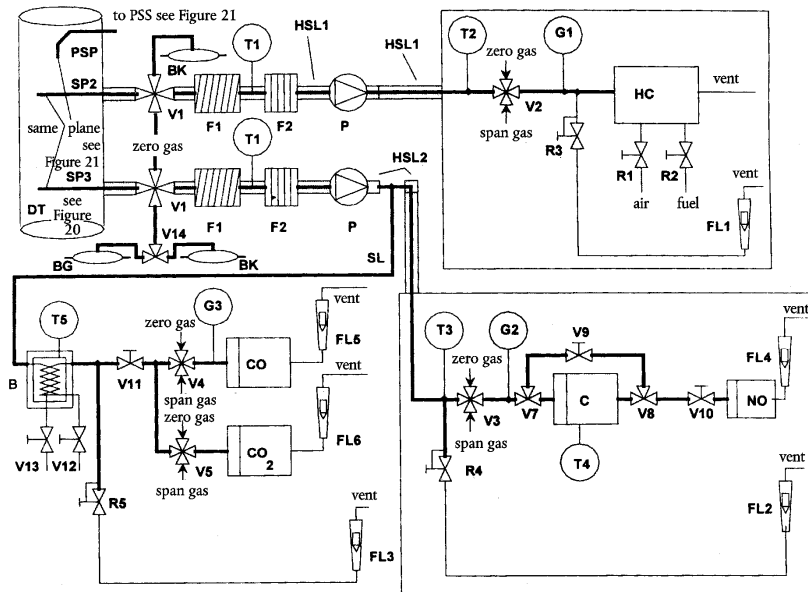 to PSS see Figure 21
PSP
BK
T1
HSL1
HSL1
T2
zero gas
G1
SP2
V1
F1
F2
P
V2
span gas
HC
vent
same plane
see
Figure 21
zero gas
T1
HSL2
R3
R1
R2
air
fuel
vent
FL1
SP3
DT
see
Figure
20
V1
F1
F2
P
V14
BG
BK
SL
T5
zero gas
G3
vent
FL5
B
V11
V4
CO
span gas
zero gas
vent
FL6
V13
V12
V5
CO2
span gas
R5
vent
FL3
T3
zero gas
G2
V9
vent
FL4
V3
V7
C
V8
V10
NO
span gas
R4
T4
vent
FL2